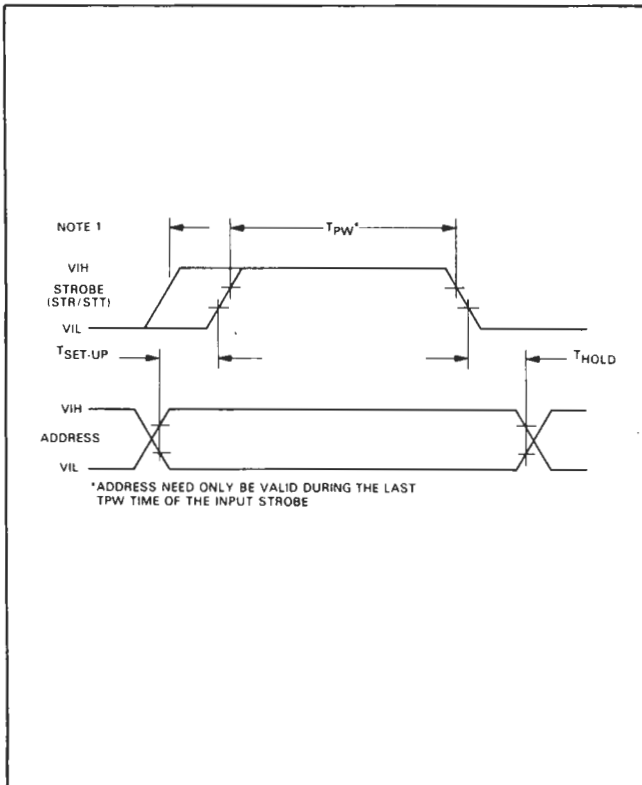 NOTE 1
TPW*
VIH
STROBE
(STR/STT)
VIL
TSET-UP
THOLD
VIH
ADDRESS
VIL
*ADDRESS NEED ONLY BE VALID DURING THE LAST
TPW TIME OF THE INPUT STROBE